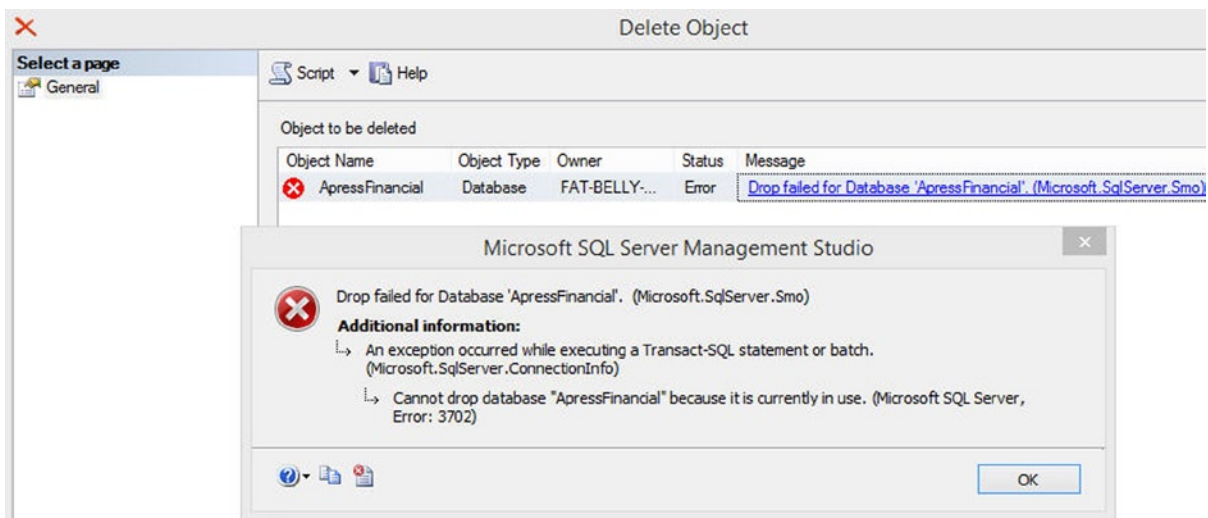 Delete Object
Select a page
General
Script Help
Object to be deleted
Object Name Object Type Owner Status Message
ApressFinancial Database FAT-BELLY-... Error Drop failed for Database 'ApressFinancial'. (Microsoft.SqlServer.Smo)
Microsoft SQL Server Management Studio
Drop failed for Database 'ApressFinancial'. (Microsoft.SqlServer.Smo)
Additional information:
An exception occurred while executing a Transact-SQL statement or batch.
(Microsoft.SqlServer.ConnectionInfo)
Cannot drop database "ApressFinancial" because it is currently in use. (Microsoft SQL Server,
Error: 3702)
OK